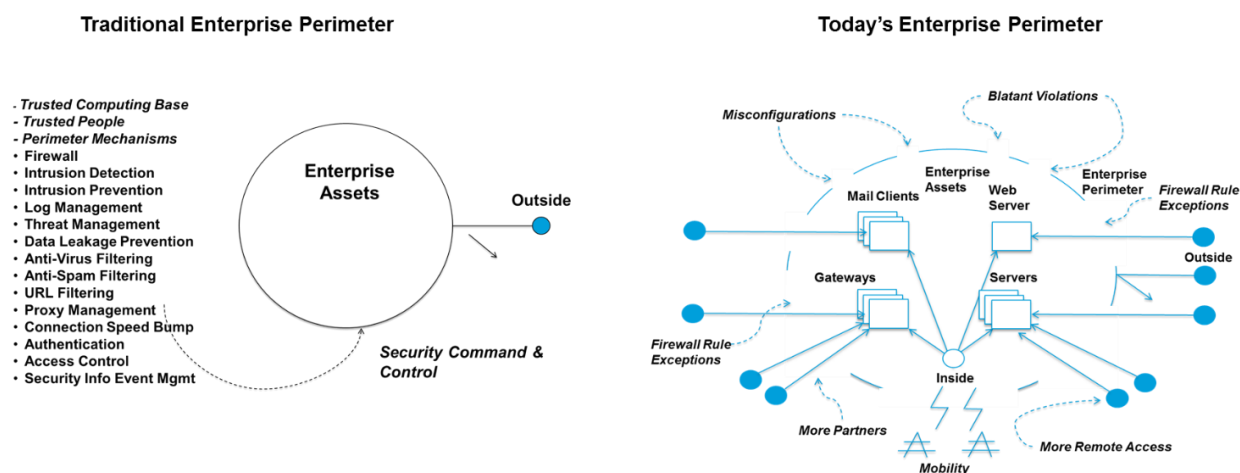 Traditional Enterprise Perimeter
- Trusted Computing Base
- Trusted People
- Perimeter Mechanisms
• Firewall
• Intrusion Detection
• Intrusion Prevention
• Log Management
• Threat Management
• Data Leakage Prevention
• Anti-Virus Filtering
• Anti-Spam Filtering
• URL Filtering
• Proxy Management
• Connection Speed Bump
• Authentication
• Access Control
• Security Info Event Mgmt
Enterprise
Assets
Outside
Security Command &
Control
Today's Enterprise Perimeter
Blatant Violations
Misconfigurations
Enterprise
Assets
Enterprise
Perimeter
Mail Clients
Web
Server
Firewall Rule
Exceptions
Outside
Gateways
Servers
Firewall Rule
Exceptions
Inside
More Partners
More Remote Access
Mobility